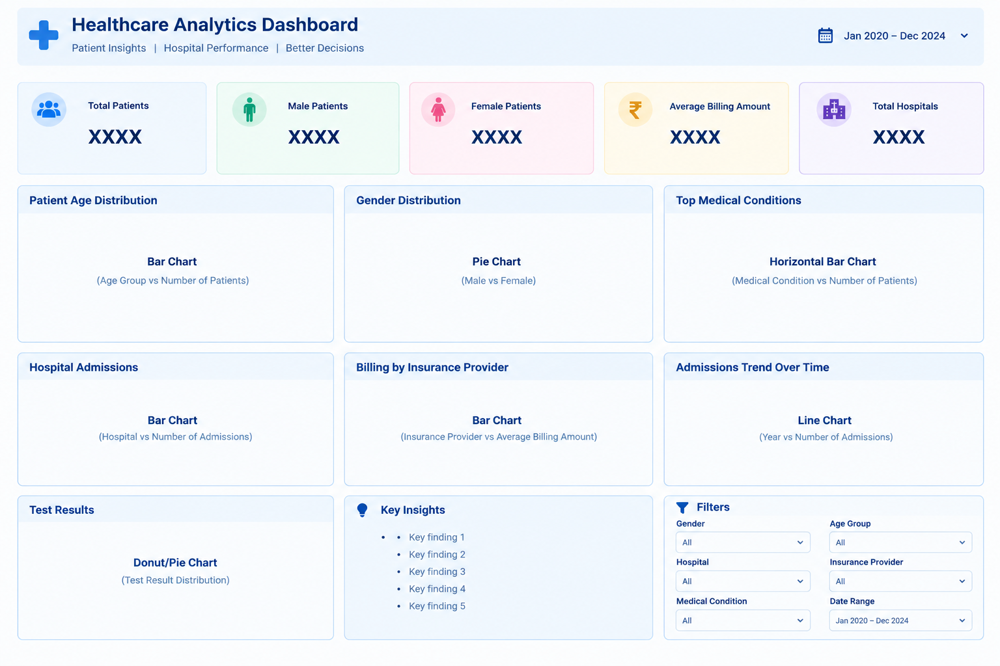 Healthcare Analytics Dashboard
Patient Insights | Hospital Performance | Better Decisions
Jan 2020 – Dec 2024
Total Patients
XXXX
Male Patients
XXXX
Female Patients
XXXX
₹
Average Billing Amount
XXXX
Total Hospitals
XXXX
Patient Age Distribution
Bar Chart
(Age Group vs Number of Patients)
Gender Distribution
Pie Chart
(Male vs Female)
Top Medical Conditions
Horizontal Bar Chart
(Medical Condition vs Number of Patients)
Hospital Admissions
Bar Chart
(Hospital vs Number of Admissions)
Billing by Insurance Provider
Bar Chart
(Insurance Provider vs Average Billing Amount)
Admissions Trend Over Time
Line Chart
(Year vs Number of Admissions)
Test Results
Donut/Pie Chart
(Test Result Distribution)
Key Insights
• • Key finding 1
• Key finding 2
• Key finding 3
• Key finding 4
• Key finding 5
Filters
Gender
All
Age Group
All
Hospital
All
Insurance Provider
All
Medical Condition
All
Date Range
Jan 2020 – Dec 2024